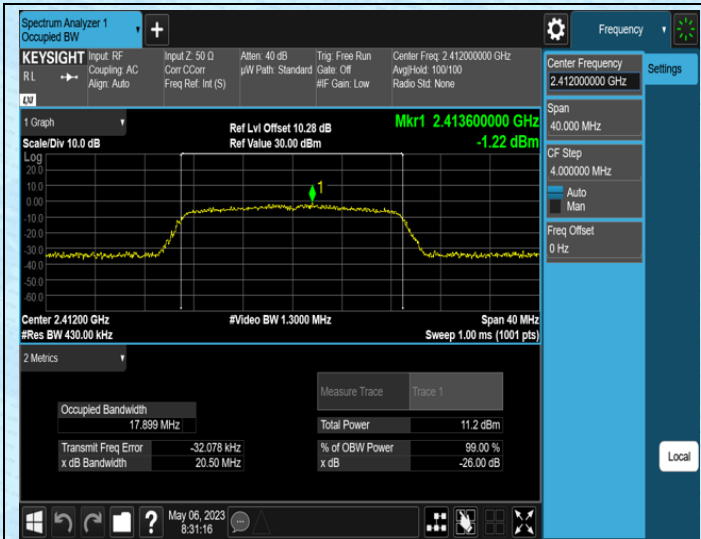 Spectrum Analyzer 1
Occupied BW
Frequency
KEYSIGHT Input: RF Input Z: 50 Ω Atten: 40 dB Trig: Free Run Center Freq: 2.412000000 GHz
RL Coupling: AC Corr CCorr µW Path: Standard Gate: Off Avg|Hold: 100/100
Align: Auto Freq Ref: Int (S) #IF Gain: Low Radio Std: None
Center Frequency
2.412000000 GHz
Settings
Span
40.000 MHz
CF Step
4.000000 MHz
Auto
Man
Freq Offset
0 Hz
1 Graph
Ref Lvl Offset 10.28 dB
Mkr1 2.413600000 GHz
Scale/Div 10.0 dB
Ref Value 30.00 dBm
-1.22 dBm
Log
20.0
10.0
1
0.00
-10.0
-20.0
-30.0
-40.0
-50.0
-60.0
Center 2.41200 GHz
#Video BW 1.3000 MHz
Span 40 MHz
#Res BW 430.00 kHz
Sweep 1.00 ms (1001 pts)
2 Metrics
Measure Trace Trace 1
Occupied Bandwidth
17.899 MHz
Total Power 11.2 dBm
Transmit Freq Error -32.078 kHz
% of OBW Power 99.00 %
x dB Bandwidth 20.50 MHz
x dB -26.00 dB
Local
?
May 06, 2023
8:31:16